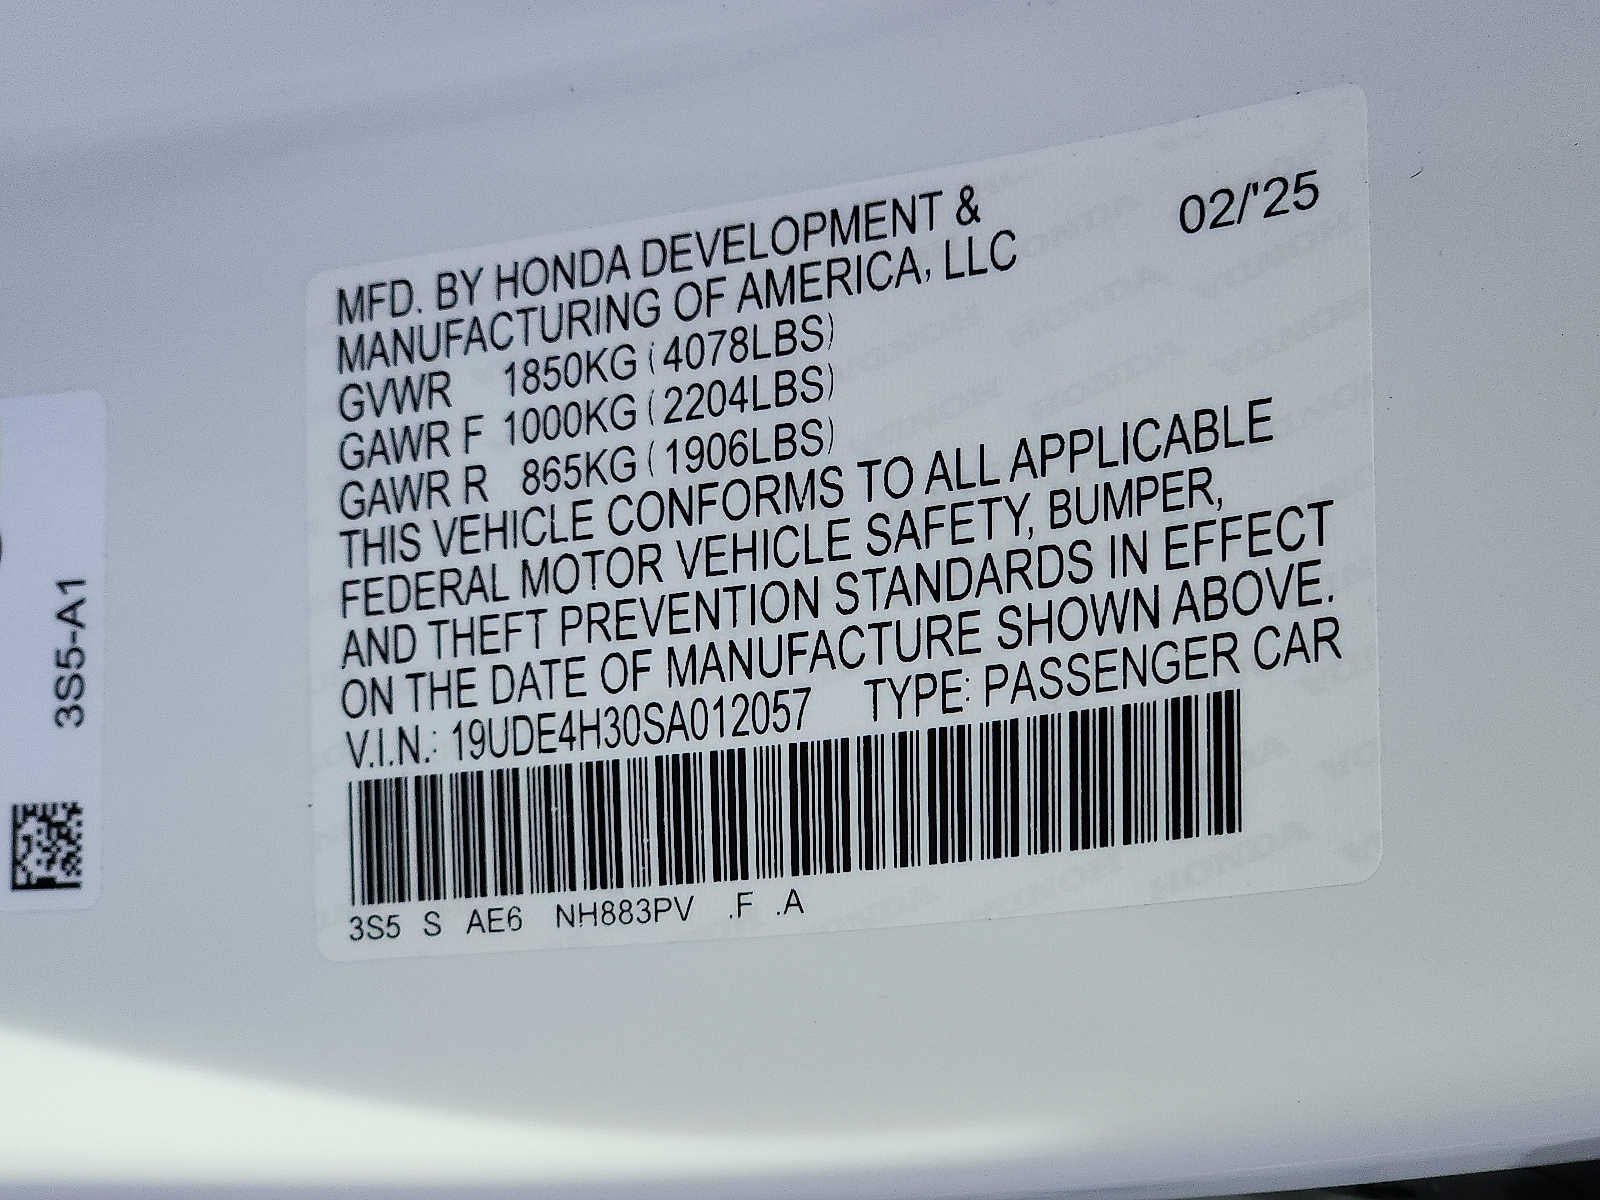 MFD. BY HONDA DEVELOPMENT &
MANUFACTURING OF AMERICA, LLC
02/'25
GVWR 1850KG (4078LBS)
GAWR F 1000KG (2204LBS)
GAWR R 865KG (1906LBS)
THIS VEHICLE CONFORMS TO ALL APPLICABLE
FEDERAL MOTOR VEHICLE SAFETY, BUMPER,
AND THEFT PREVENTION STANDARDS IN EFFECT
ON THE DATE OF MANUFACTURE SHOWN ABOVE.
V.I.N.: 19UDE4H30SA012057 TYPE: PASSENGER CAR
3S5 S AE6 NH883PV .F .A
3S5-A1